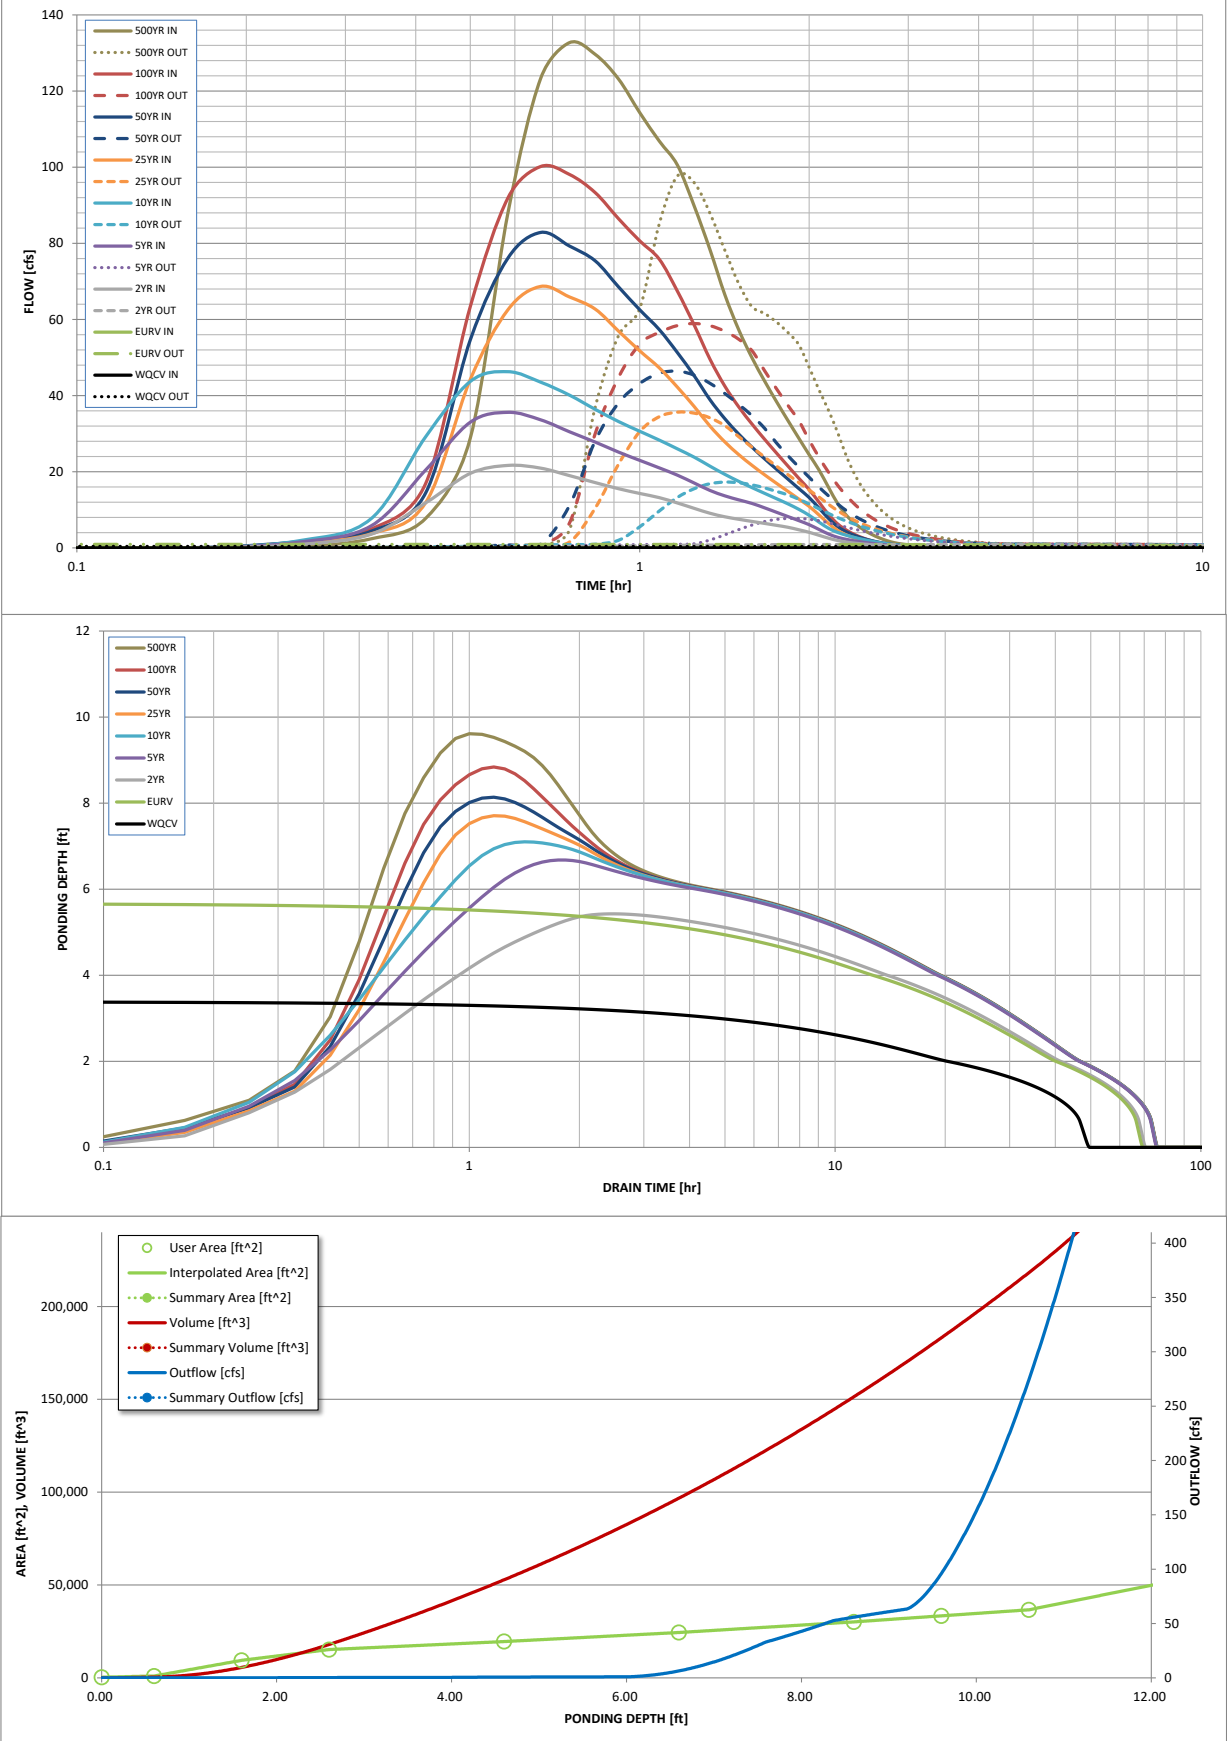 140
120
100
80
60
40
20
0
FLOW [cfs]
500YR IN
500YR OUT
100YR IN
100YR OUT
50YR IN
50YR OUT
25YR IN
25YR OUT
10YR IN
10YR OUT
5YR IN
5YR OUT
2YR IN
2YR OUT
EURV IN
EURV OUT
WQCV IN
WQCV OUT
0.1 1 10
TIME [hr]
12
10
8
6
4
2
0
PONDING DEPTH [ft]
500YR
100YR
50YR
25YR
10YR
5YR
2YR
EURV
WQCV
0.1 1 10 100
DRAIN TIME [hr]
User Area [ft^2]
Interpolated Area [ft^2]
Summary Area [ft^2]
Volume [ft^3]
Summary Volume [ft^3]
Outflow [cfs]
Summary Outflow [cfs]
200,000
150,000
100,000
50,000
0
AREA [ft^2], VOLUME [ft^3]
400
350
300
250
200
150
100
50
0
OUTFLOW [cfs]
0.00 2.00 4.00 6.00 8.00 10.00 12.00
PONDING DEPTH [ft]